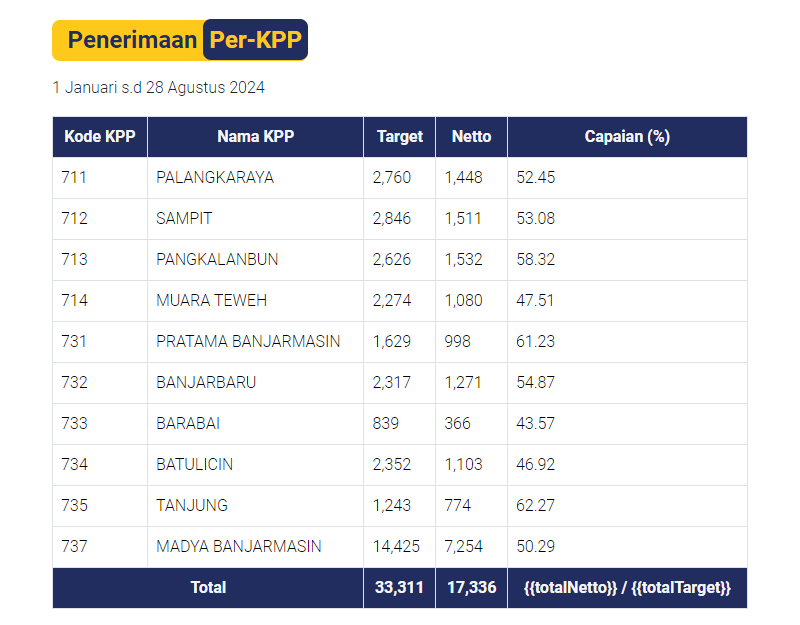 Penerimaan Per-KPP
1 Januari s.d 28 Agustus 2024
Kode KPP Nama KPP Target Netto Capaian (%)
711 PALANGKARAYA 2,760 1,448 52.45
712 SAMPIT 2,846 1,511 53.08
713 PANGKALANBUN 2,626 1,532 58.32
714 MUARA TEWEH 2,274 1,080 47.51
731 PRATAMA BANJARMASIN 1,629 998 61.23
732 BANJARBARU 2,317 1,271 54.87
733 BARABAI 839 366 43.57
734 BATULICIN 2,352 1,103 46.92
735 TANJUNG 1,243 774 62.27
737 MADYA BANJARMASIN 14,425 7,254 50.29
Total 33,311 17,336 {{totalNetto}} / {{totalTarget}}